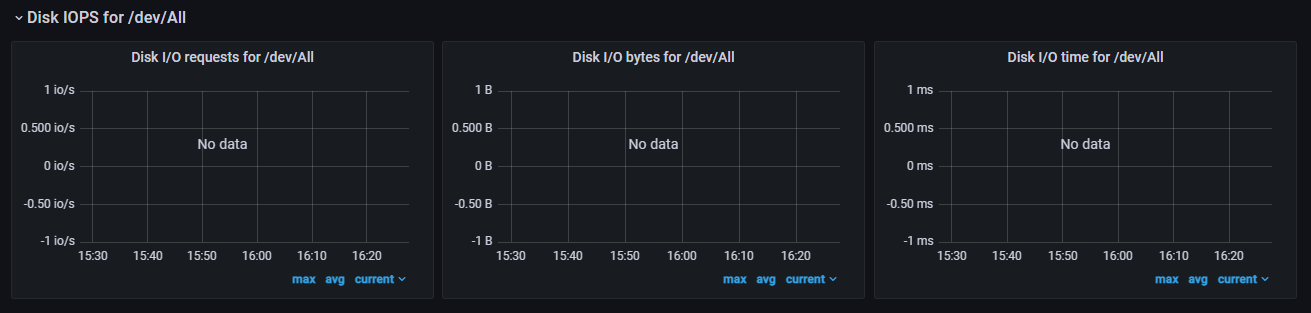 Disk IOPS for /dev/All
Disk I/O requests for /dev/All
1 io/s
0.500 io/s
No data
0 io/s
-0.50 io/s
-1 io/s
15:30 15:40 15:50 16:00 16:10 16:20
max avg current
Disk I/O bytes for /dev/All
1 B
0.500 B
No data
0 B
-0.50 B
-1 B
15:30 15:40 15:50 16:00 16:10 16:20
max avg current
Disk I/O time for /dev/All
1 ms
0.500 ms
No data
0 ms
-0.50 ms
-1 ms
15:30 15:40 15:50 16:00 16:10 16:20
max avg current